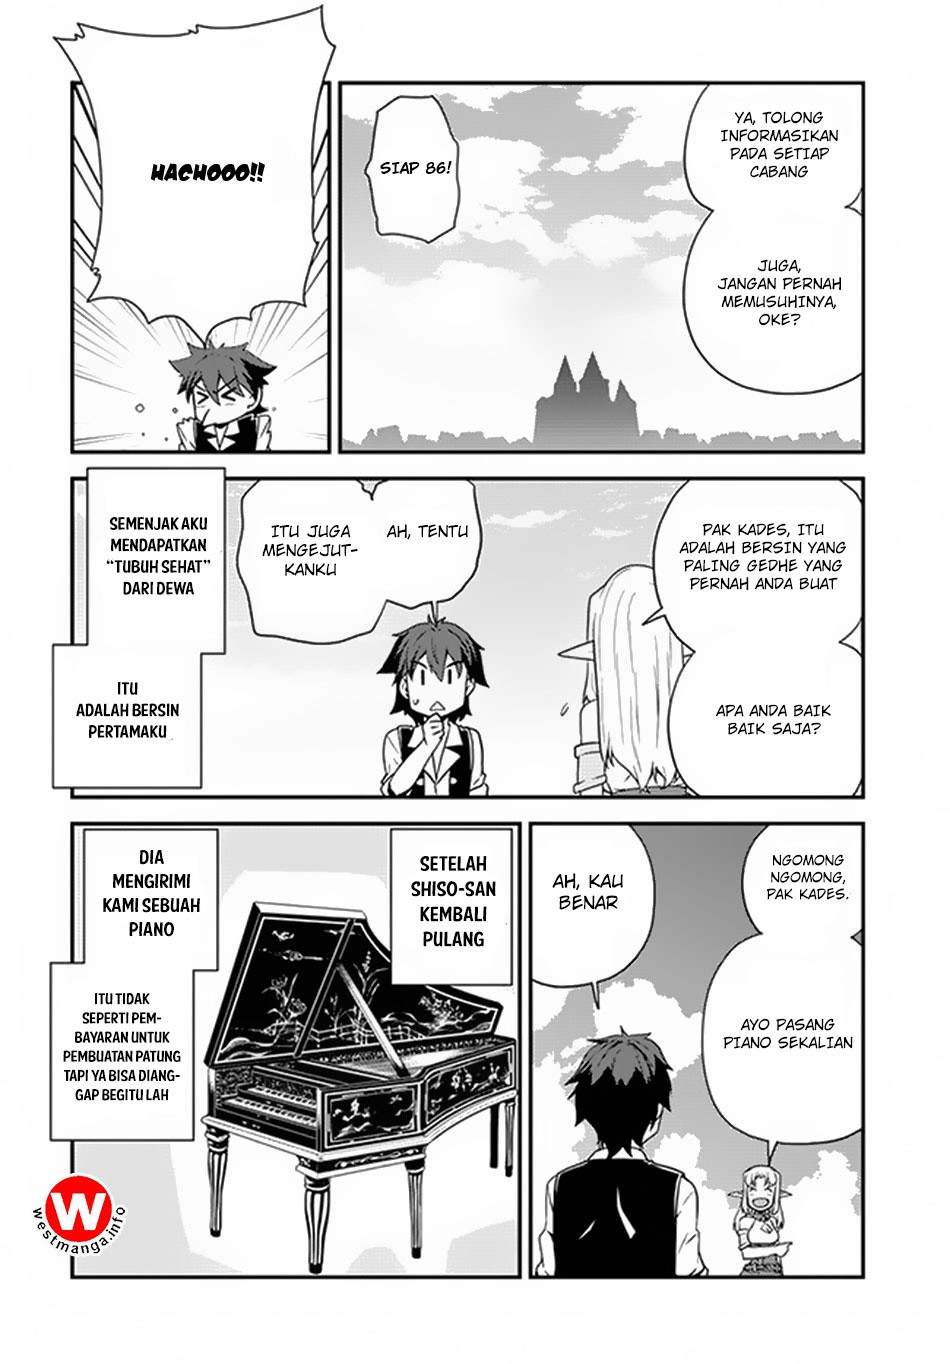 YA, TOLONG
INFORMASIKAN
PADA SETIAP
CABANG
JUGA,
JANGAN PERNAH
MEMUSUHINYA,
OKE?
SIAP 86!
HACHOOO!!
PAK KADES, ITU
ADALAH BERSIN YANG
PALING GEDHE YANG
PERNAH ANDA BUAT
APA ANDA BAIK
BAIK SAJA?
AH, TENTU
ITU JUGA
MENGEJUT-
KANKU
SEMENJAK AKU
MENDAPATKAN
“TUBUH SEHAT”
DARI DEWA
ITU
ADALAH BERSIN
PERTAMAKU
NGOMONG
NGOMONG,
PAK KADES.
AYO PASANG
PIANO SEKALIAN
AH, KAU
BENAR
SETELAH
SHISO-SAN
KEMBALI
PULANG
DIA
MENGIRIMI
KAMI SEBUAH
PIANO
ITU TIDAK
SEPERTI PEM-
BAYARAN UNTUK
PEMBUATAN PATUNG
TAPI YA BISA DIANG-
GAP BEGITU LAH
W
westmanga.info